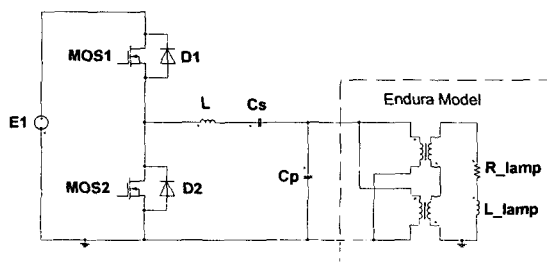 MOS1
D1
L
Cs
Endura Model
E1
R_lamp
MOS2
D2
Cp
L_lamp